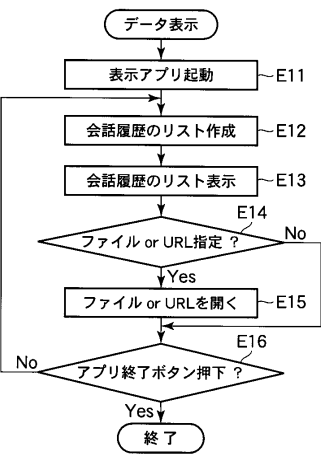 データ表示
表示アプリ起動
E11
会話履歴のリスト作成
E12
会話履歴のリスト表示
E13
E14
ファイル or URL指定 ?
No
Yes
ファイル or URLを開く
E15
E16
No
アプリ終了ボタン押下 ?
Yes
終了